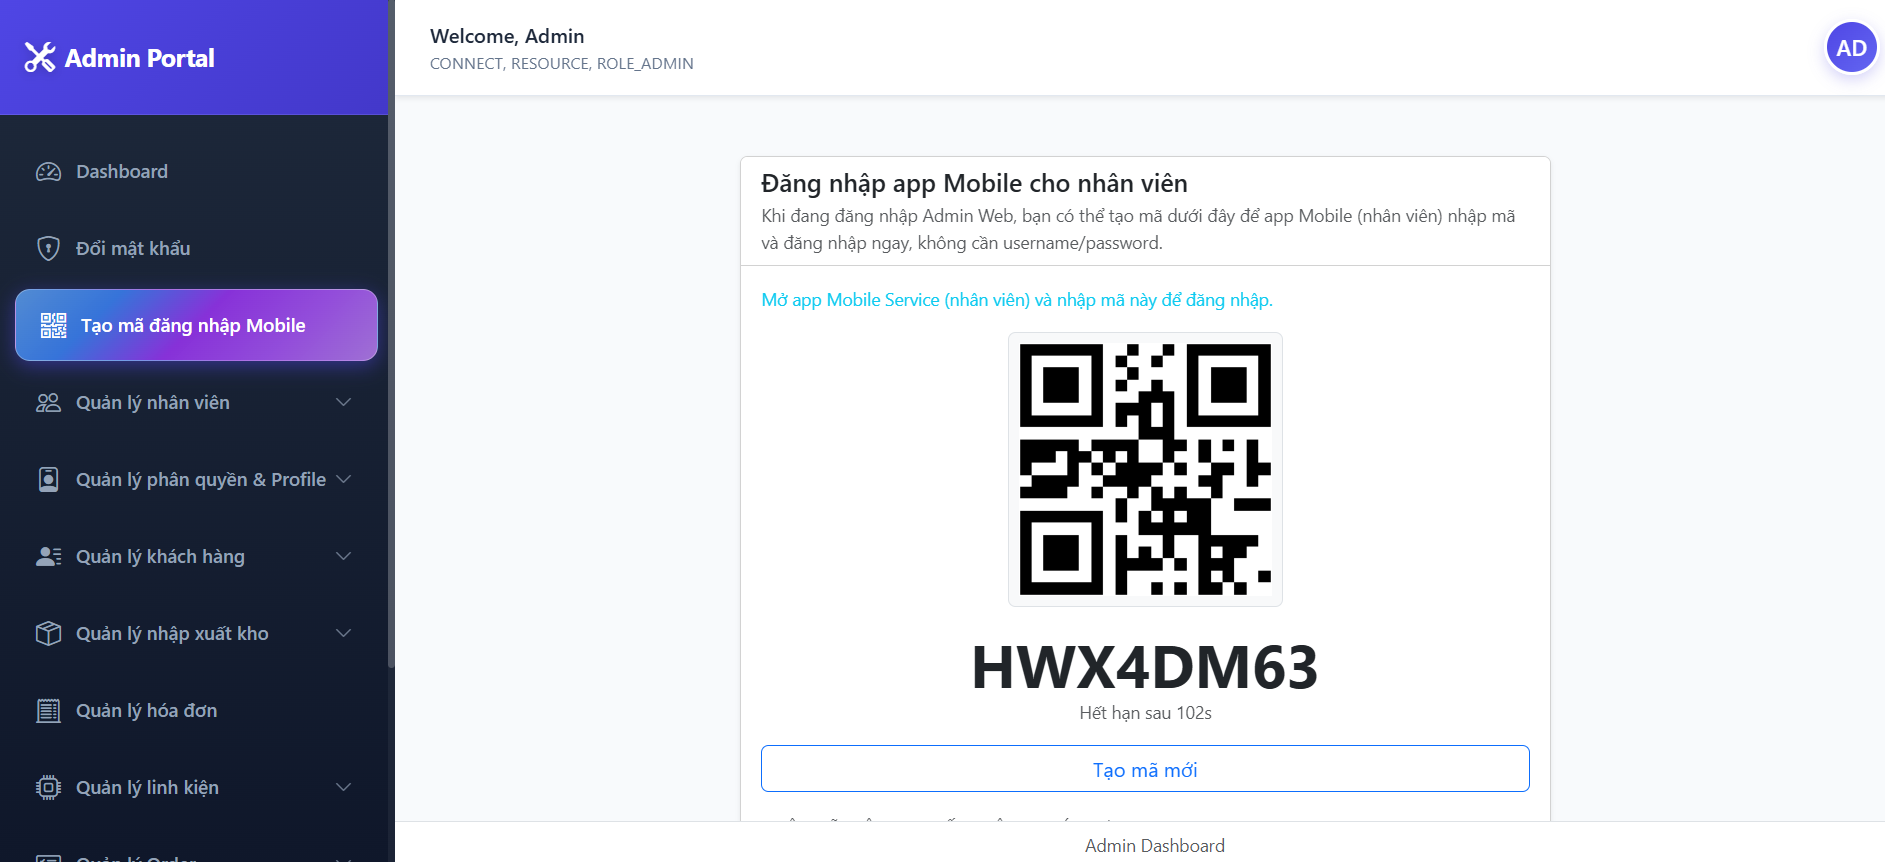 Admin Portal
Welcome, Admin
CONNECT, RESOURCE, ROLE_ADMIN
AD
Dashboard
Đổi mật khẩu
Tạo mã đăng nhập Mobile
Quản lý nhân viên
Quản lý phân quyền & Profile
Quản lý khách hàng
Quản lý nhập xuất kho
Quản lý hóa đơn
Quản lý linh kiện
Quản lý Order
Đăng nhập app Mobile cho nhân viên
Khi đang đăng nhập Admin Web, bạn có thể tạo mã dưới đây để app Mobile (nhân viên) nhập mã
và đăng nhập ngay, không cần username/password.
Mở app Mobile Service (nhân viên) và nhập mã này để đăng nhập.
HWX4DM63
Hết hạn sau 102s
Tạo mã mới
Admin Dashboard